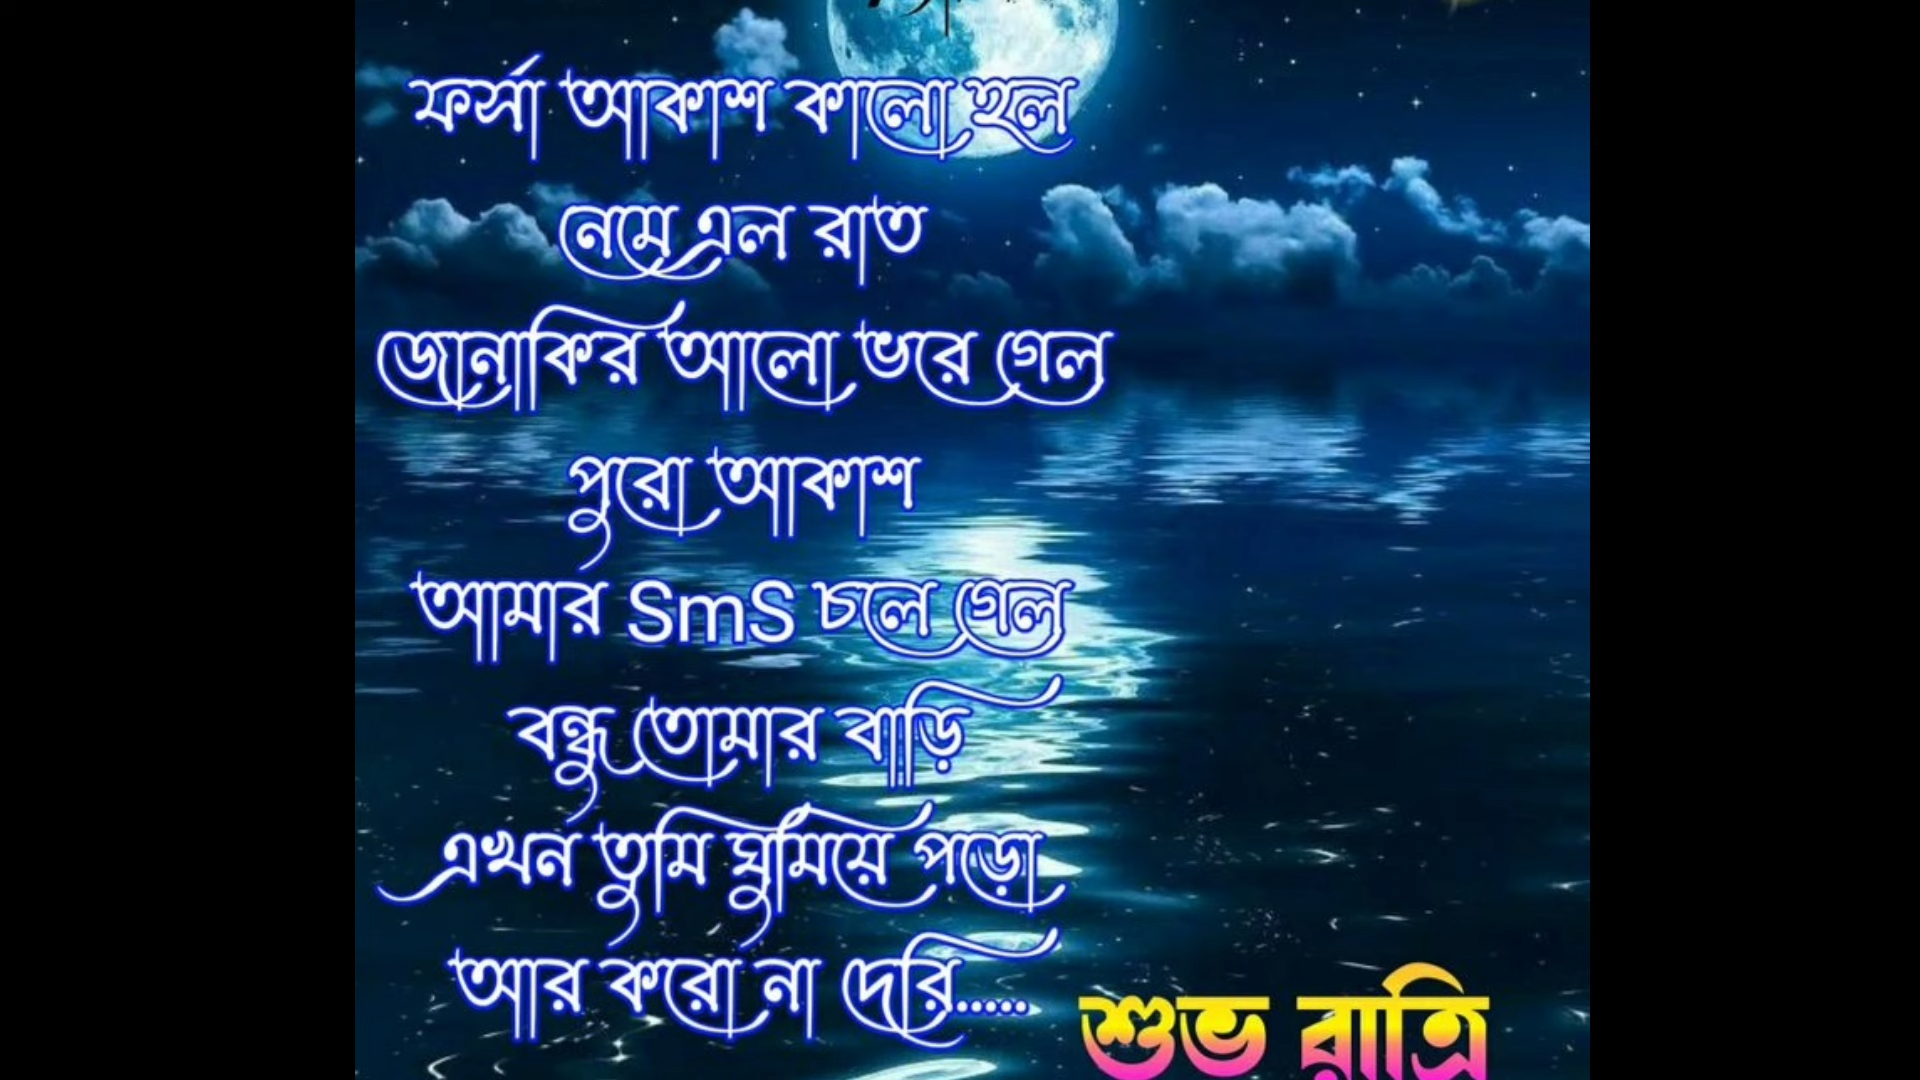 ফর্সা আকাশ কালো হল
নেমে এল রাত
জোনাকির আলো ভরে গেল
পুরো আকাশ
আমার SmS চলে গেল
বন্ধু তোমার বাড়ি
এখন তুমি ঘুমিয়ে পড়ো
আর করো না দেরি.....
শুভ রাত্রি